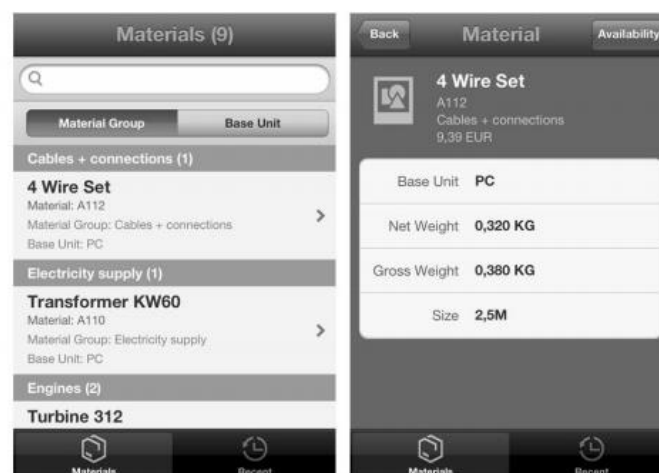 Materials (9)
Material Group
Base Unit
Cables + connections (1)
4 Wire Set
Material: A112
Material Group: Cables + connections
Base Unit: PC
Electricity supply (1)
Transformer KW60
Material: A110
Material Group: Electricity supply
Base Unit: PC
Engines (2)
Turbine 312
Materials
Recent
Back
Material
Availability
4 Wire Set
A112
Cables + connections
9,39 EUR
Base Unit PC
Net Weight 0,320 KG
Gross Weight 0,380 KG
Size 2,5M
Materials
Recent